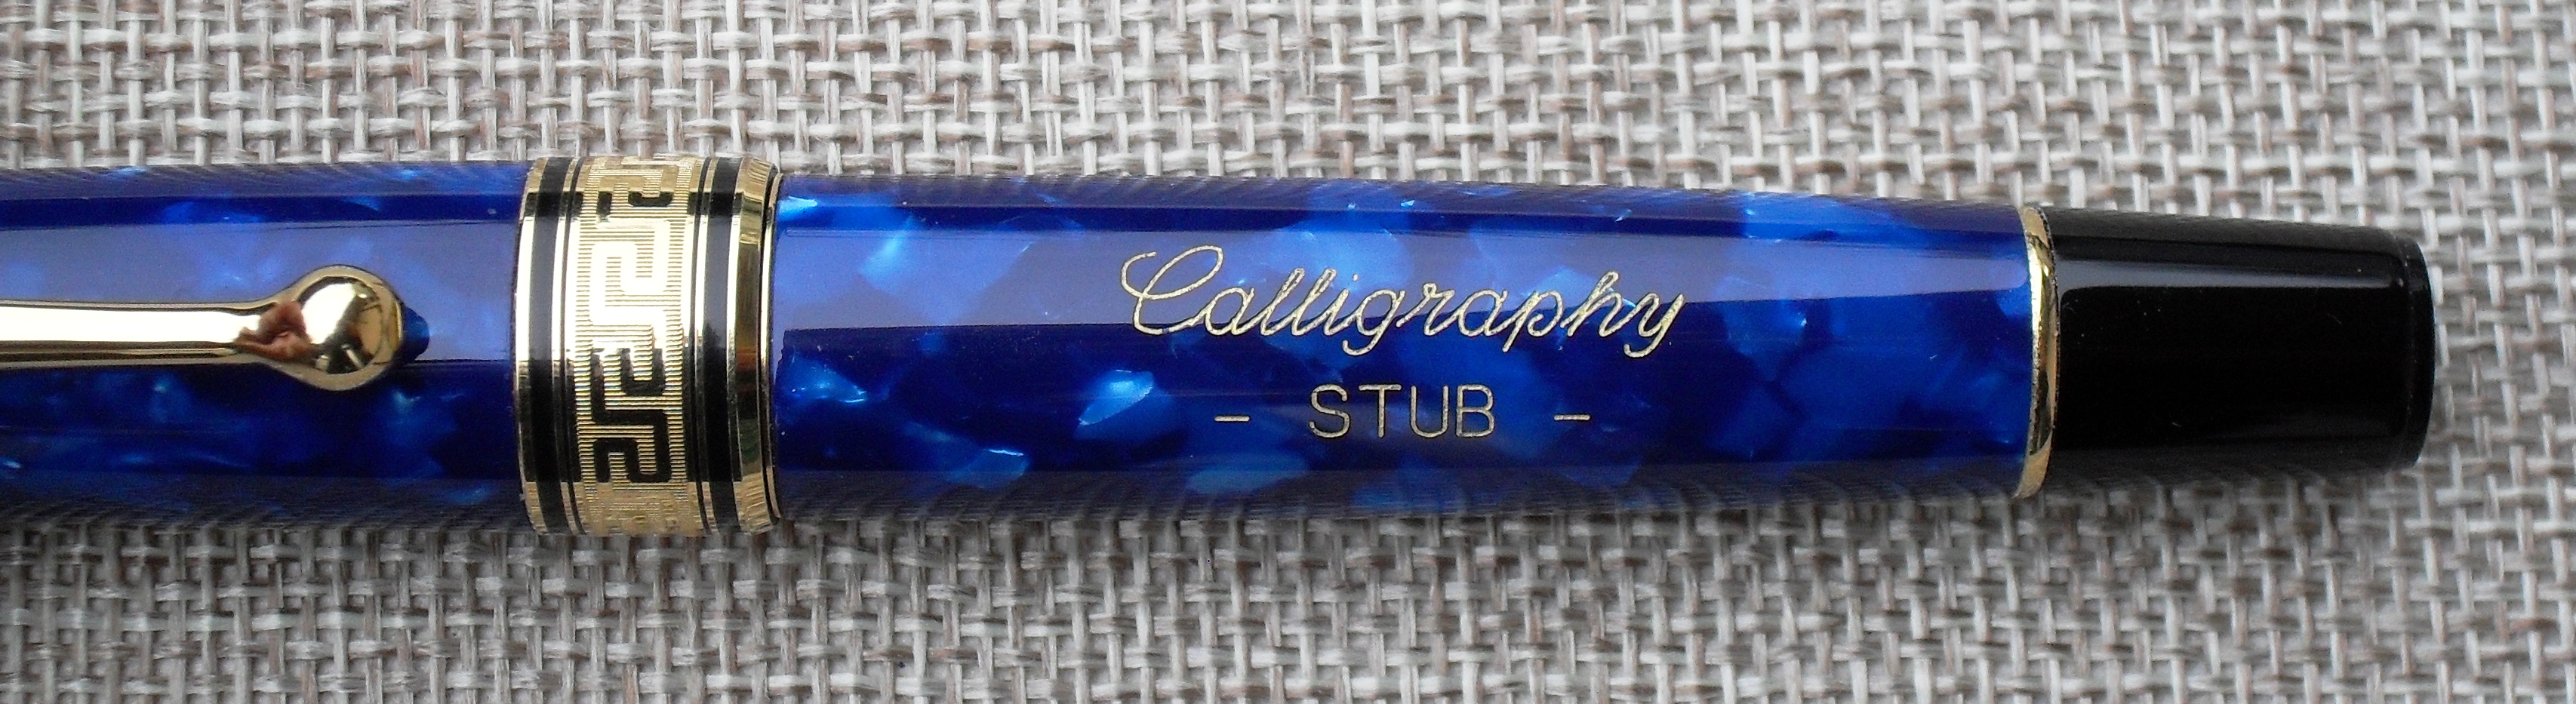 Calligraphy
- STUB -